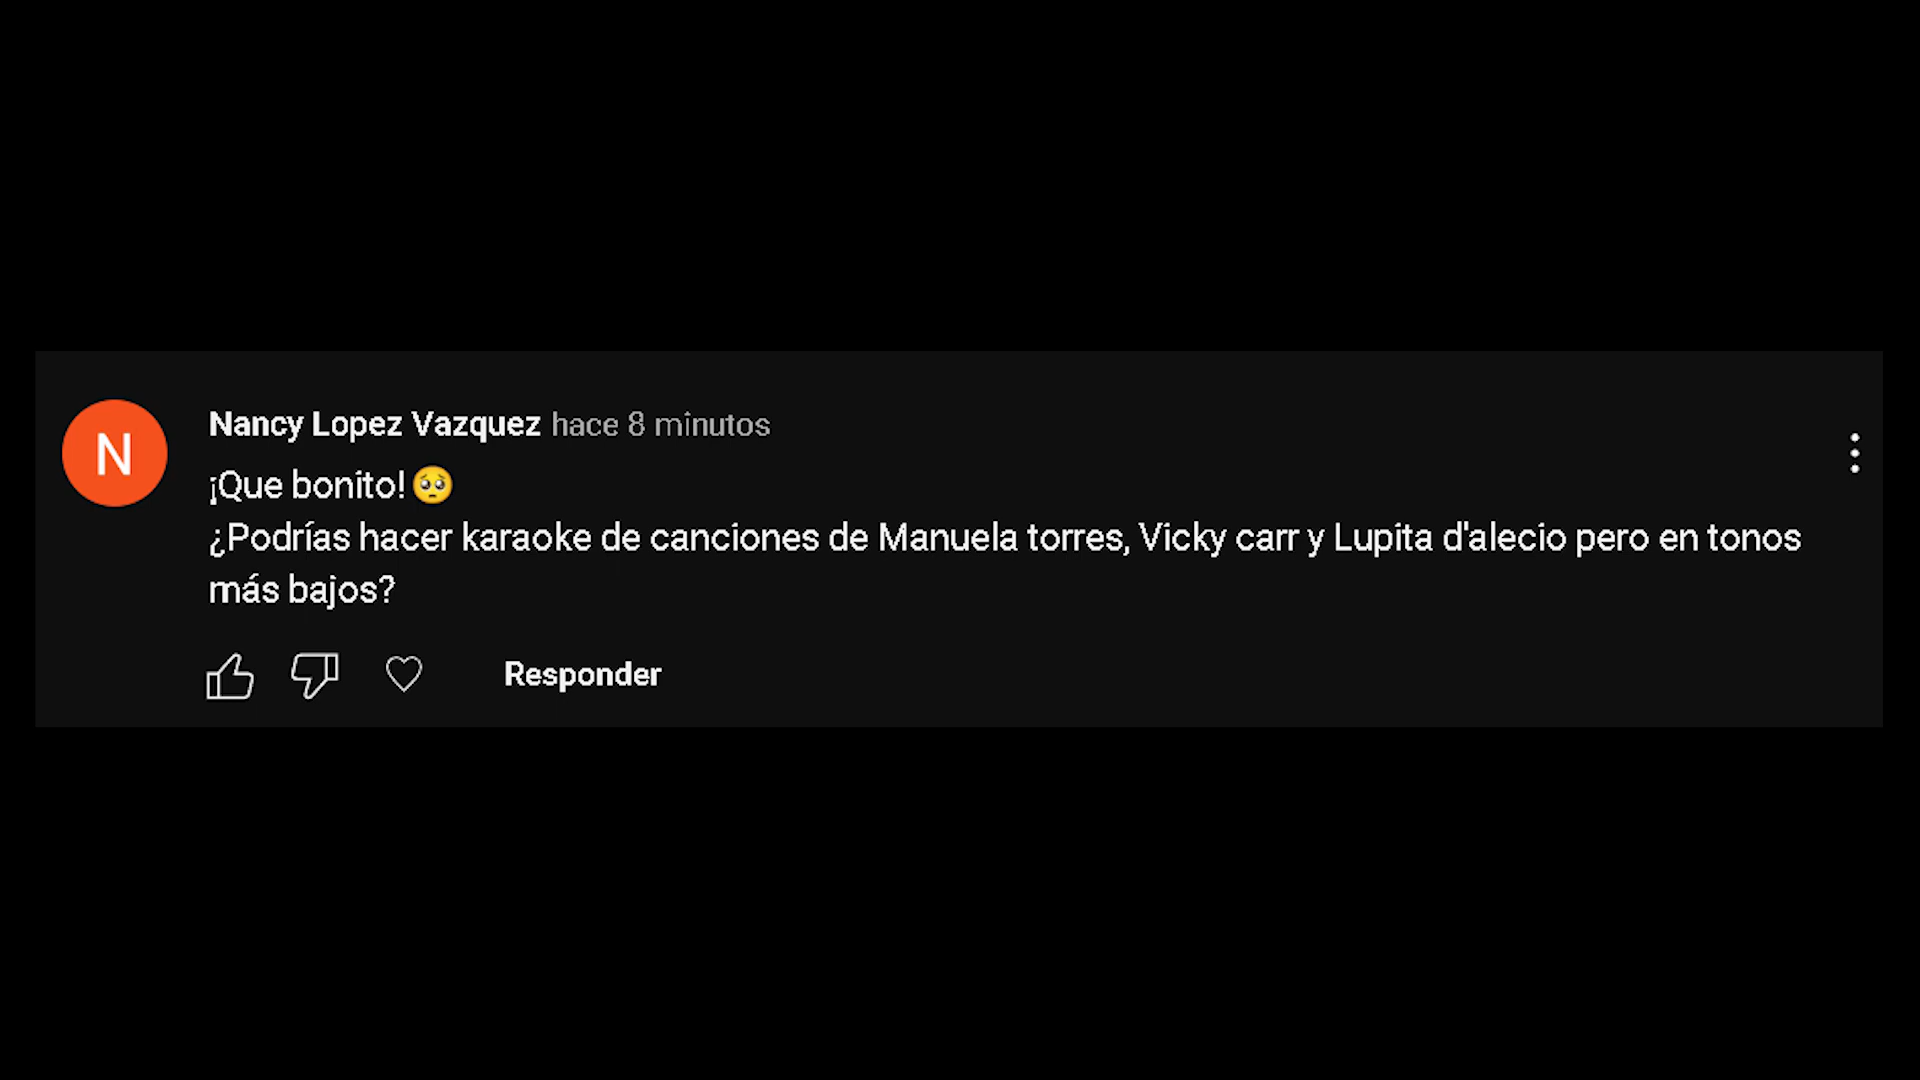 N
Nancy Lopez Vazquez hace 8 minutos
¡Que bonito! 🥺
¿Podrías hacer karaoke de canciones de Manuela torres, Vicky carr y Lupita d'alecio pero en tonos
más bajos?
Responder